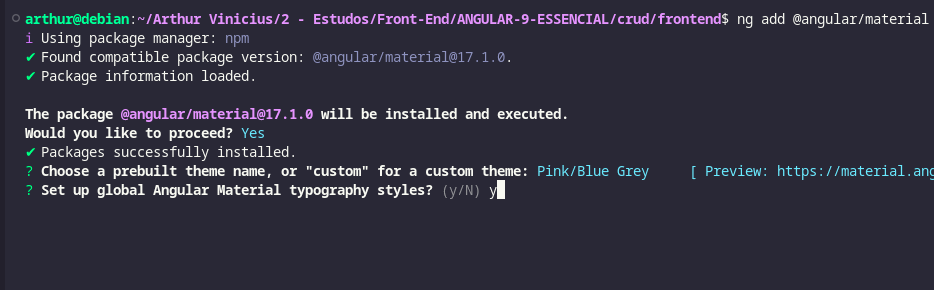 arthur@debian:~/Arthur Vinicius/2 - Estudos/Front-End/ANGULAR-9-ESSENCIAL/crud/frontend$ ng add @angular/material
i Using package manager: npm
✔ Found compatible package version: @angular/material@17.1.0.
✔ Package information loaded.
The package @angular/material@17.1.0 will be installed and executed.
Would you like to proceed? Yes
✔ Packages successfully installed.
? Choose a prebuilt theme name, or "custom" for a custom theme: Pink/Blue Grey [ Preview: https://material.ang
? Set up global Angular Material typography styles? (y/N) y